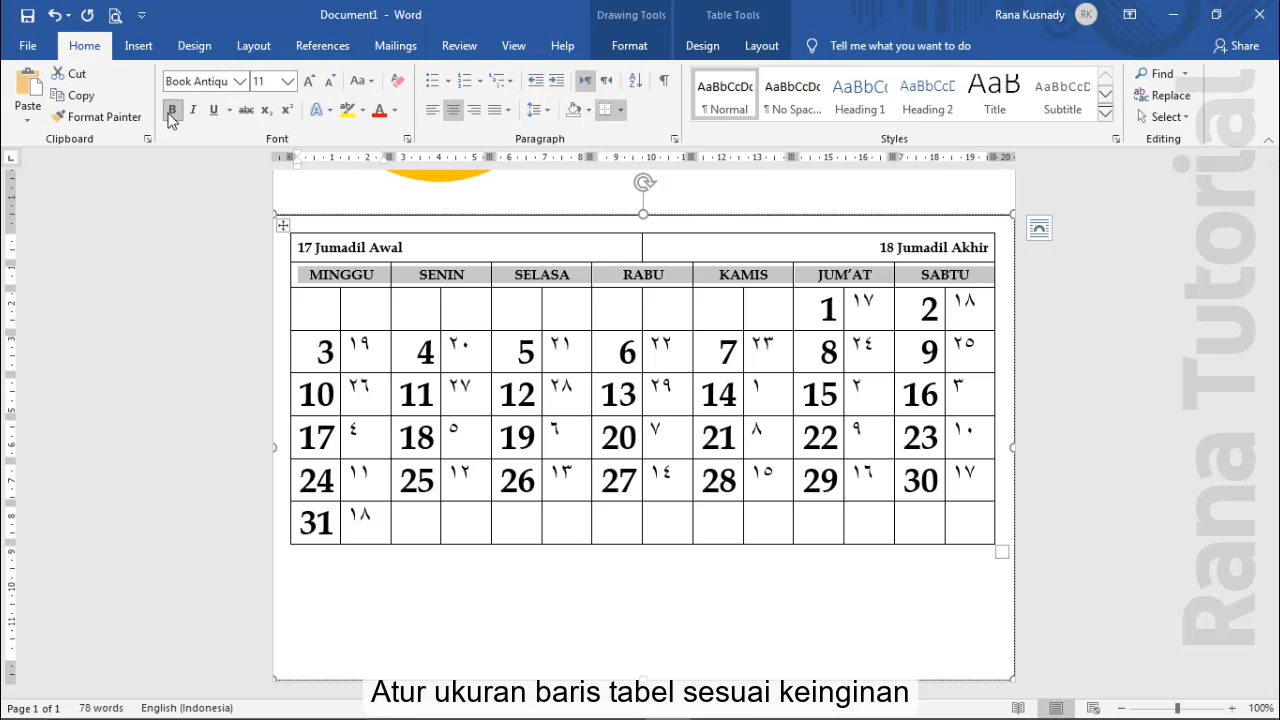 Document1 - Word
Drawing Tools
Table Tools
Rana Kusnady
RK
File Home Insert Design Layout References Mailings Review View Help Format Design Layout Tell me what you want to do Share
Paste
Cut
Copy
Format Painter
Clipboard
Book Antiqu 11
Font
Paragraph
AaBbCcDc AaBbCcDc AaBbCc AaBbCcD AaB AaBbCcD
¶ Normal ¶ No Spac... Heading 1 Heading 2 Title Subtitle
Styles
Find
Replace
Select
Editing
17 Jumadil Awal 18 Jumadil Akhir
MINGGU SENIN SELASA RABU KAMIS JUM’AT SABTU
1 ١٧ 2 ١٨
3 ١٩ 4 ٢٠ 5 ٢١ 6 ٢٢ 7 ٢٣ 8 ٢٤ 9 ٢٥
10 ٢٦ 11 ٢٧ 12 ٢٨ 13 ٢٩ 14 ١ 15 ٢ 16 ٣
17 ٤ 18 ٥ 19 ٦ 20 ٧ 21 ٨ 22 ٩ 23 ١٠
24 ١١ 25 ١٢ 26 ١٣ 27 ١٤ 28 ١٥ 29 ١٦ 30 ١٧
31 ١٨
Rana Tutorial
Atur ukuran baris tabel sesuai keinginan
Page 1 of 1 78 words English (Indonesia) 100%